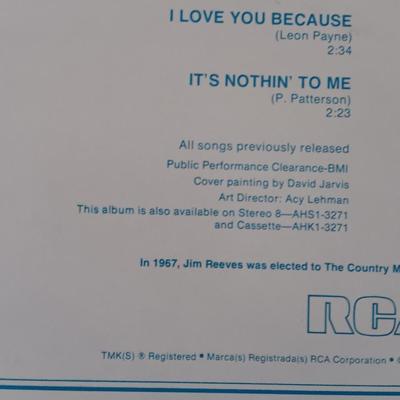 I LOVE YOU BECAUSE
(Leon Payne)
2:34
IT'S NOTHIN' TO ME
(P. Patterson)
2:23
All songs previously released
Public Performance Clearance-BMI
Cover painting by David Jarvis
Art Director: Acy Lehman
This album is also available on Stereo 8—AHS1-3271
and Cassette—AHK1-3271
In 1967, Jim Reeves was elected to The Country M
RCA
TMK(S) ® Registered • Marca(s) Registrada(s) RCA Corporation •